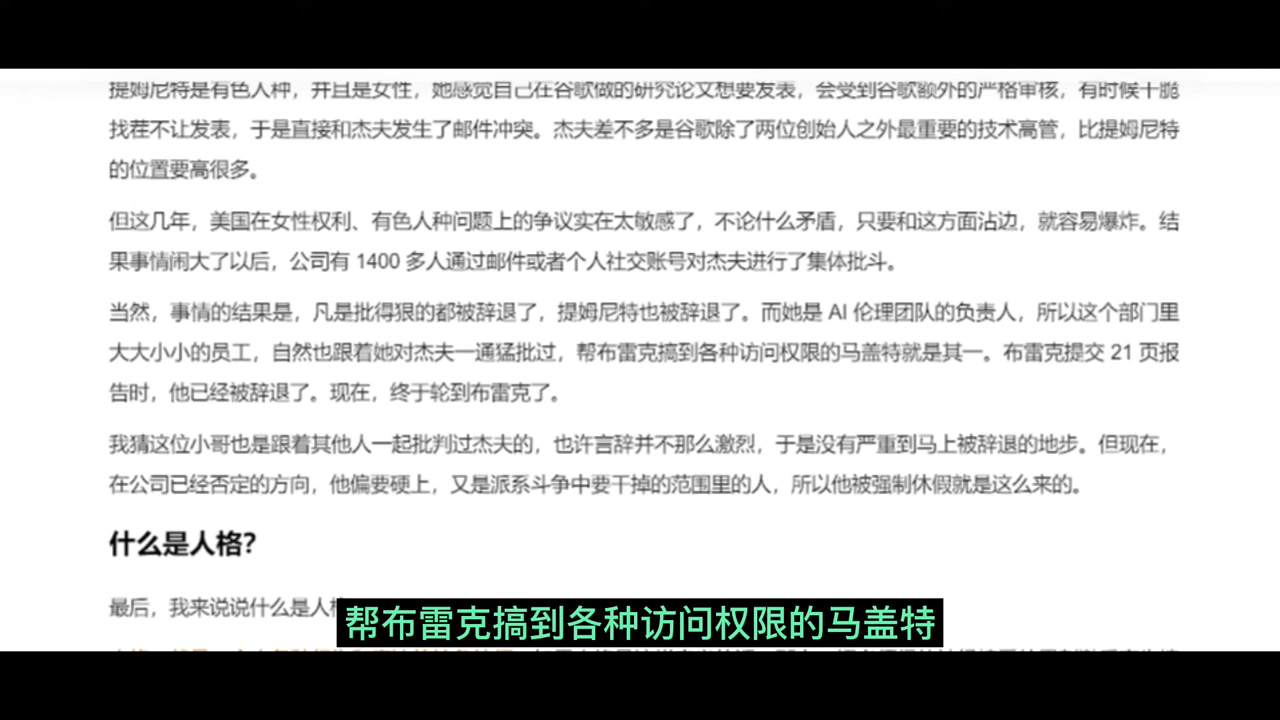 提姆尼特是有色人种，并且是女性，她感觉自己在谷歌做的研究论文想要发表，会受到谷歌额外的严格审核，有时候干脆
找茬不让发表，于是直接和杰夫发生了邮件冲突。杰夫差不多是谷歌除了两位创始人之外最重要的技术高管，比提姆尼特
的位置要高很多。
但这几年，美国在女性权利、有色人种问题上的争议实在太敏感了，不论什么矛盾，只要和这方面沾边，就容易爆炸。结
果事情闹大了以后，公司有 1400 多人通过邮件或者个人社交账号对杰夫进行了集体批斗。
当然，事情的结果是，凡是批得狠的都被辞退了，提姆尼特也被辞退了。而她是 AI 伦理团队的负责人，所以这个部门里
大大小小的员工，自然也跟着她对杰夫一通猛批过，帮布雷克搞到各种访问权限的马盖特就是其一。布雷克提交 21 页报
告时，他已经被辞退了。现在，终于轮到布雷克了。
我猜这位小哥也是跟着其他人一起批判过杰夫的，也许言辞并不那么激烈，于是没有严重到马上被辞退的地步。但现在，
在公司已经否定的方向，他偏要硬上，又是派系斗争中要干掉的范围里的人，所以他被强制休假就是这么来的。
什么是人格？
最后，我来说说什么是人格
帮布雷克搞到各种访问权限的马盖特